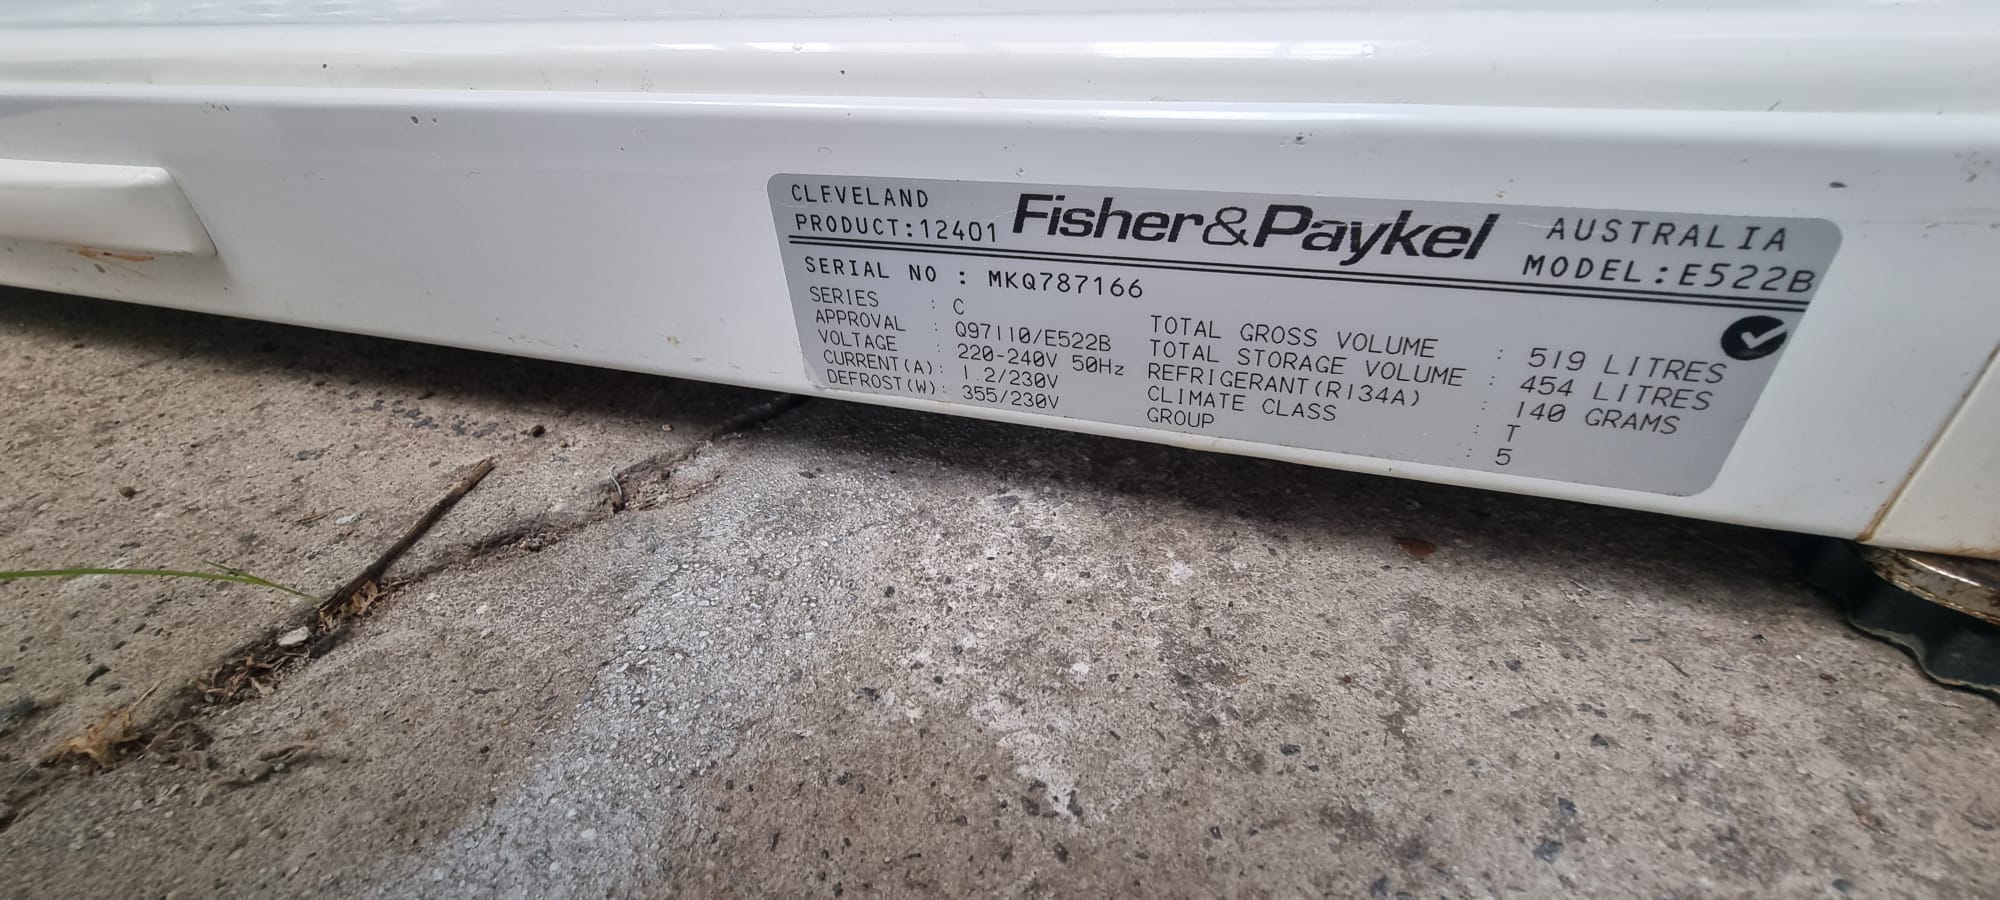 CLEVELAND
PRODUCT:12401
Fisher&Paykel
AUSTRALIA
MODEL:E522B
SERIAL NO : MKQ787166
SERIES : C
APPROVAL : Q97110/E522B
VOLTAGE : 220-240V 50Hz
CURRENT(A): 1.2/230V
DEFROST(W): 355/230V
TOTAL GROSS VOLUME : 519 LITRES
TOTAL STORAGE VOLUME : 454 LITRES
REFRIGERANT(R134A) : 140 GRAMS
CLIMATE CLASS : T
GROUP : 5